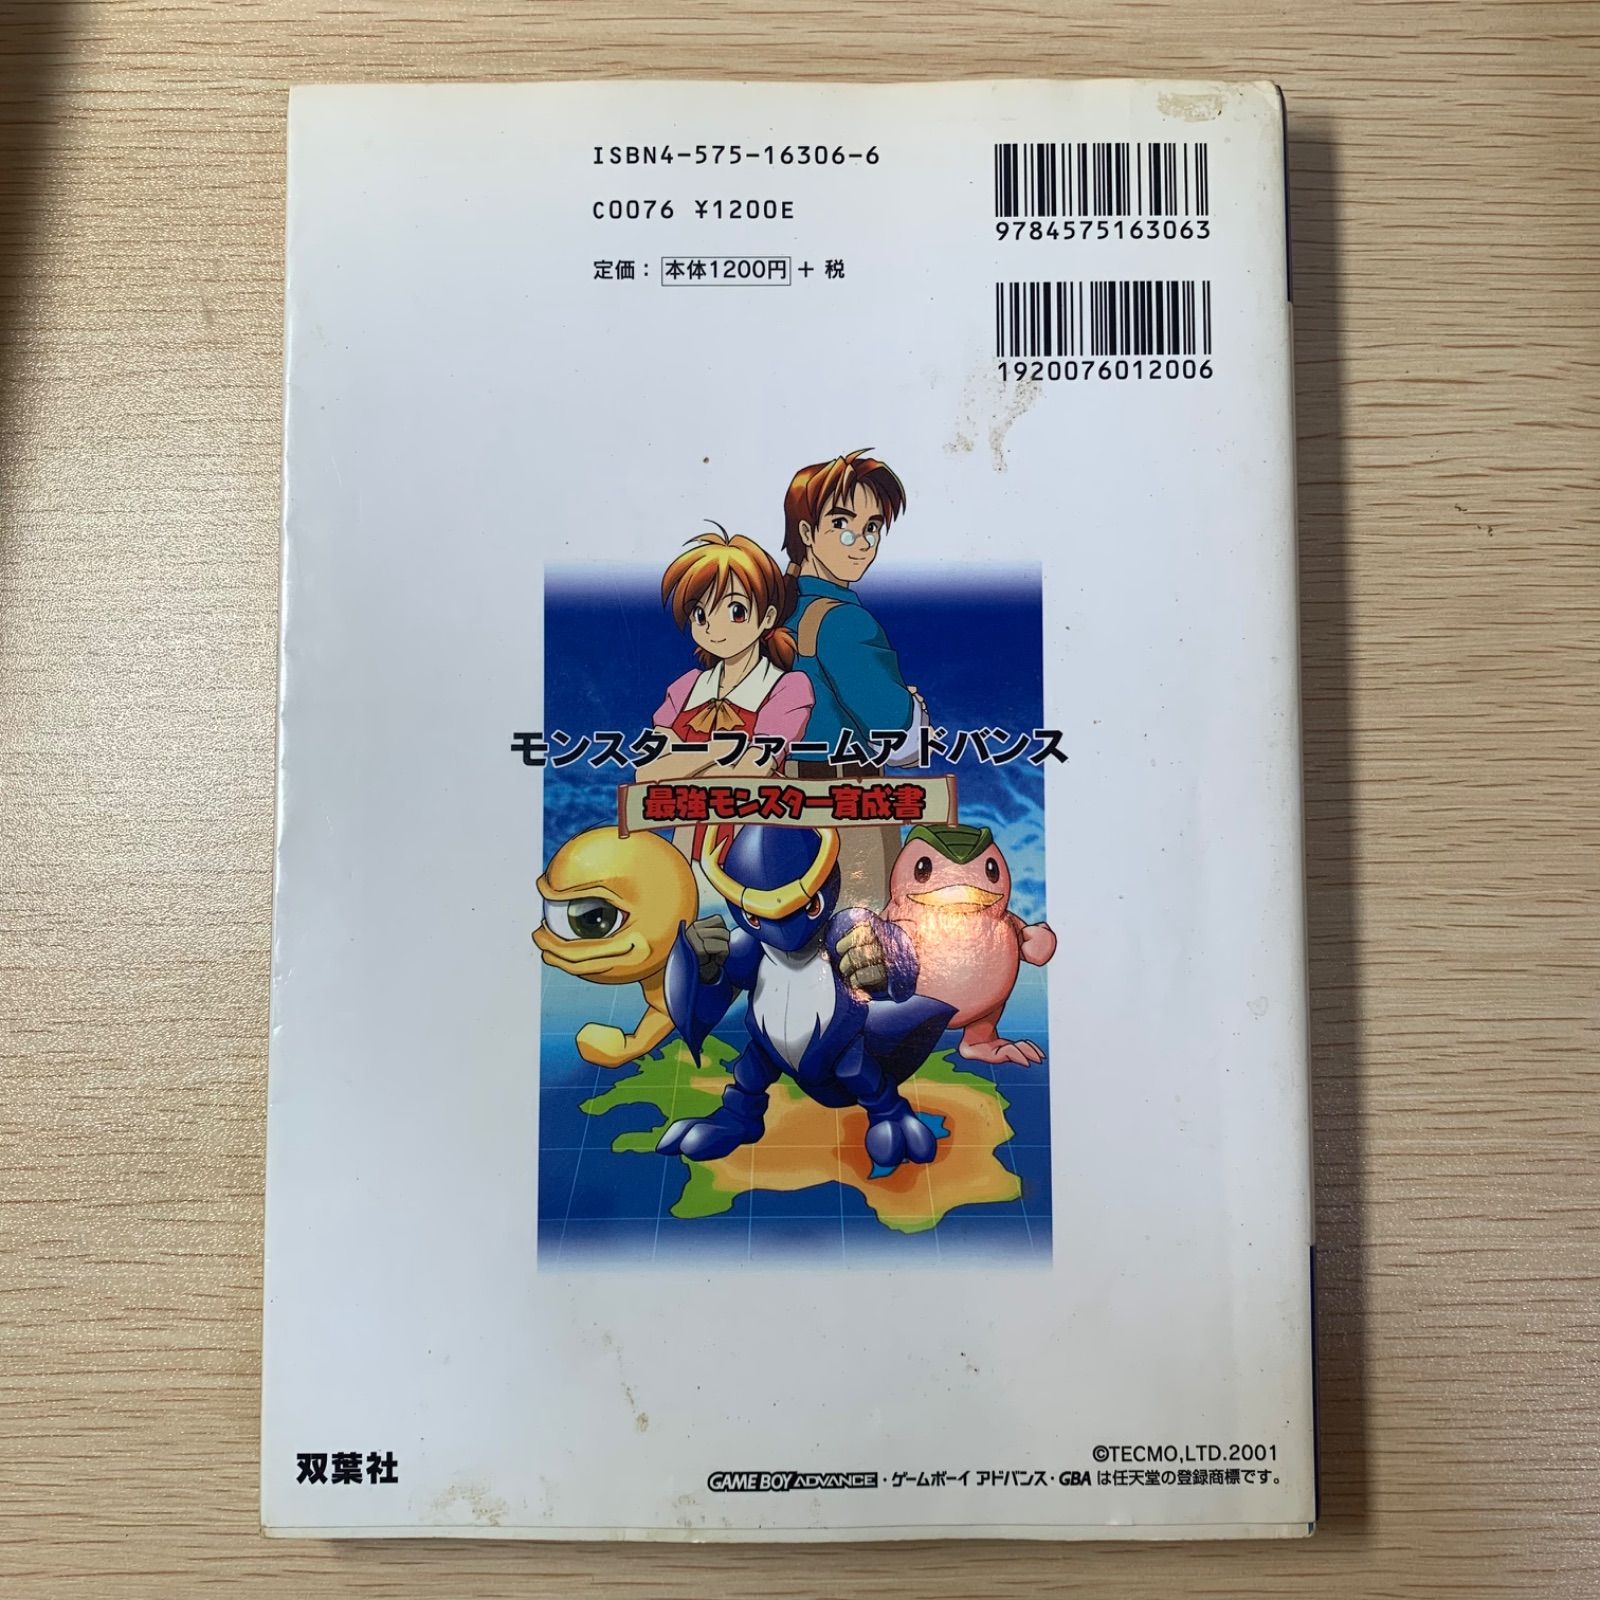 ISBN4-575-16306-6
C0076 ¥1200E
定価：本体1200円＋税
9784575163063
1920076012006
モンスターファームアドバンス
最強モンスター育成書
双葉社
©TECMO,LTD.2001
GAME BOY ADVANCE・ゲームボーイ アドバンス・GBA は任天堂の登録商標です。